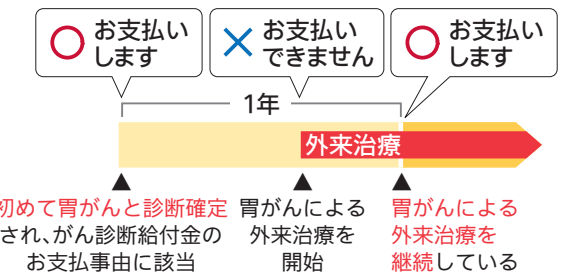 お支払い
します
お支払い
できません
お支払い
します
1年
外来治療
初めて胃がんと診断確定
され、がん診断給付金の
お支払事由に該当
胃がんによる
外来治療を
開始
胃がんによる
外来治療を
継続している